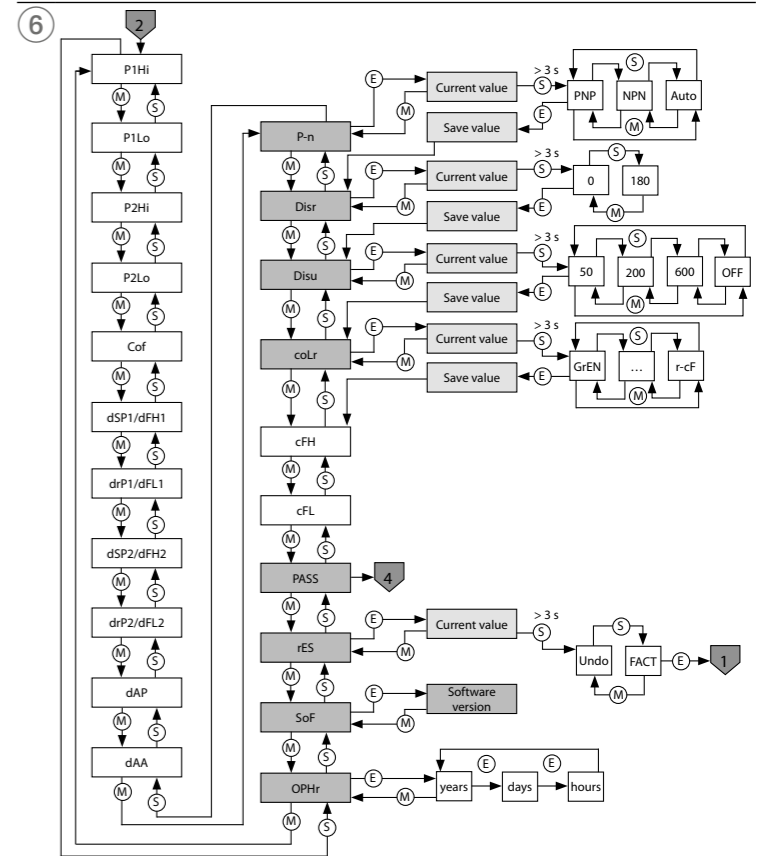 6
2
P1Hi
M
S
P1Lo
M
S
P2Hi
M
S
P2Lo
M
S
Cof
M
S
dSP1/dFH1
M
S
drP1/dFL1
M
S
dSP2/dFH2
M
S
drP2/dFL2
M
S
dAP
M
S
dAA
M
S
P-n
E
M
Current value
> 3 s
S
PNP
NPN
Auto
S
M
E
Save value
M
S
Disr
E
M
Current value
> 3 s
S
0
180
S
M
E
Save value
M
S
Disu
E
M
Current value
> 3 s
S
50
200
600
OFF
S
M
E
Save value
M
S
coLr
E
M
Current value
> 3 s
S
GrEN
...
r-cF
S
M
E
Save value
M
S
cFH
M
S
cFL
M
S
PASS
4
M
S
rES
E
M
Current value
> 3 s
S
Undo
FACT
S
M
E
1
M
S
SoF
E
M
Software
version
M
S
OPHr
E
M
years
E
days
E
hours
M
S